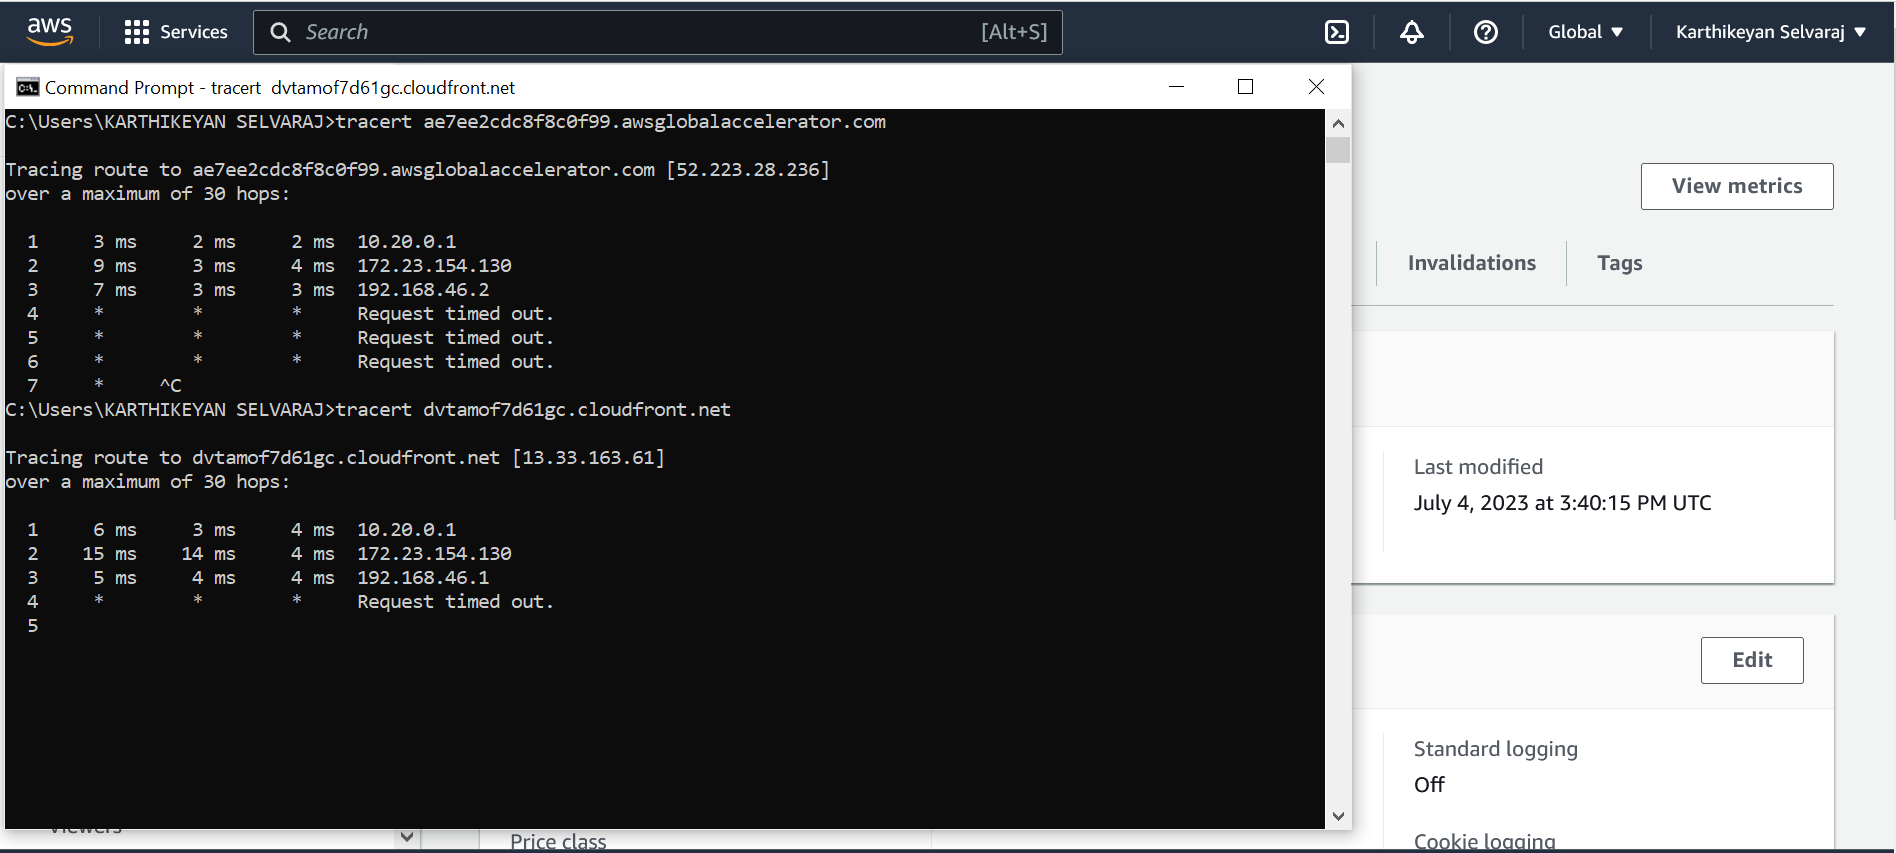 aws
Services
Search
[Alt+S]
Global ▼
Karthikeyan Selvaraj ▼
Command Prompt - tracert  dvtamof7d61gc.cloudfront.net
C:\Users\KARTHIKEYAN SELVARAJ>tracert ae7ee2cdc8f8c0f99.awsglobalaccelerator.com
Tracing route to ae7ee2cdc8f8c0f99.awsglobalaccelerator.com [52.223.28.236]
over a maximum of 30 hops:
1     3 ms     2 ms     2 ms  10.20.0.1
2     9 ms     3 ms     4 ms  172.23.154.130
3     7 ms     3 ms     3 ms  192.168.46.2
4     *        *        *     Request timed out.
5     *        *        *     Request timed out.
6     *        *        *     Request timed out.
7     *     ^C
C:\Users\KARTHIKEYAN SELVARAJ>tracert dvtamof7d61gc.cloudfront.net
Tracing route to dvtamof7d61gc.cloudfront.net [13.33.163.61]
over a maximum of 30 hops:
1     6 ms     3 ms     4 ms  10.20.0.1
2    15 ms    14 ms     4 ms  172.23.154.130
3     5 ms     4 ms     4 ms  192.168.46.1
4     *        *        *     Request timed out.
5
View metrics
Invalidations
Tags
Last modified
July 4, 2023 at 3:40:15 PM UTC
Edit
Standard logging
Off
Viewers
Price class
Cookie logging